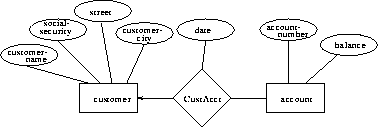 street
social-
security
customer-
name
customer-
city
date
account-
number
balance
customer
CustAcct
account